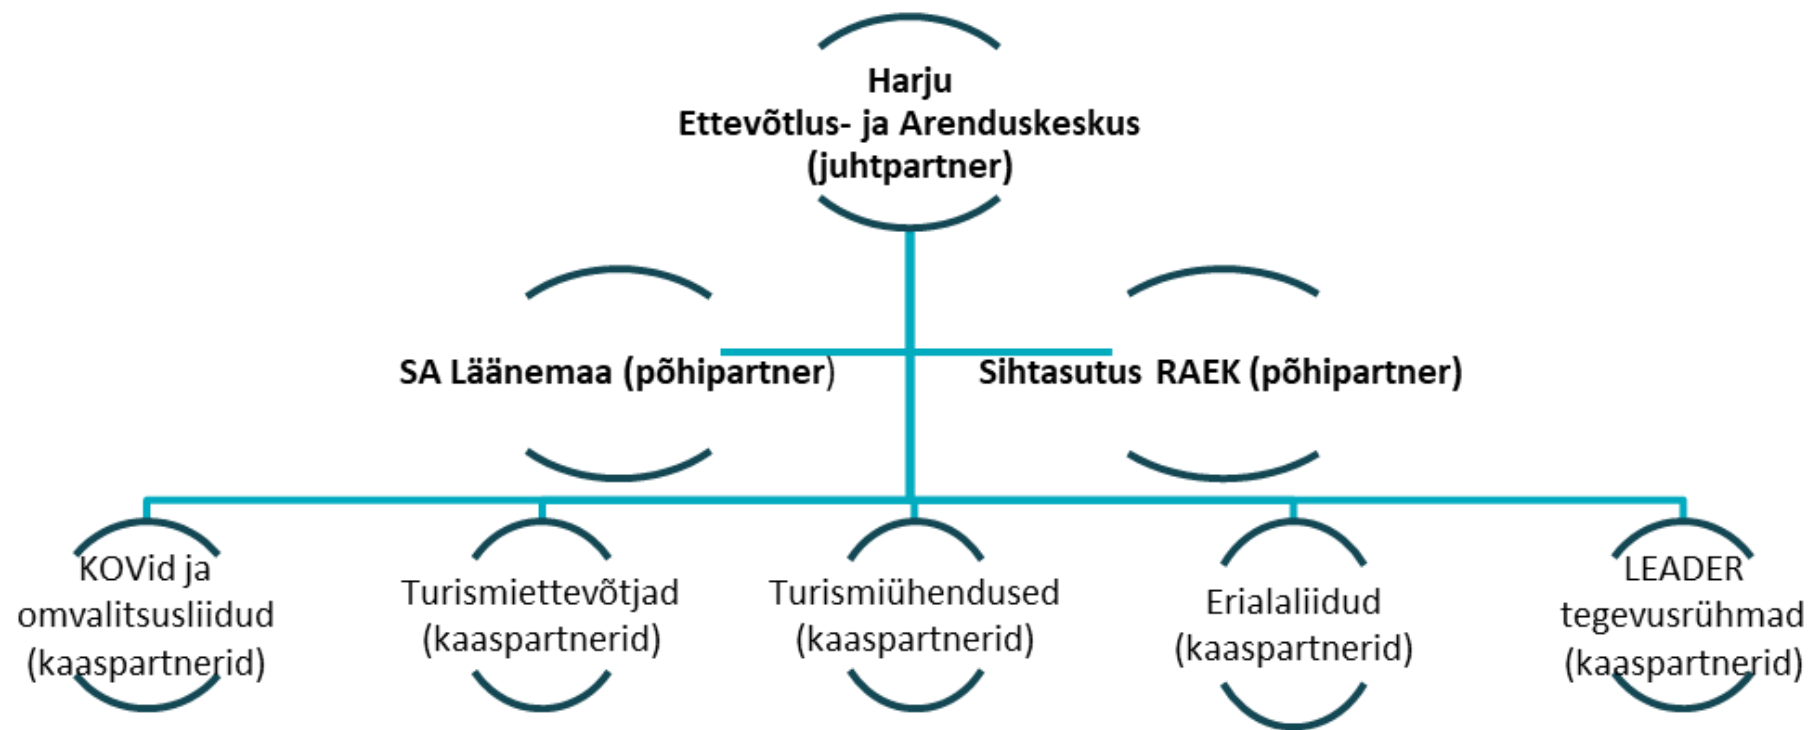 Harju
Ettevõtlus- ja Arenduskeskus
(juhtpartner)
SA Läänemaa (põhipartner)
Sihtasutus RAEK (põhipartner)
KOVid ja
omvalitsusliidud
(kaaspartnerid)
Turismiettevõtjad
(kaaspartnerid)
Turismiühendused
(kaaspartnerid)
Erialaliidud
(kaaspartnerid)
LEADER
tegevusrühmad
(kaaspartnerid)